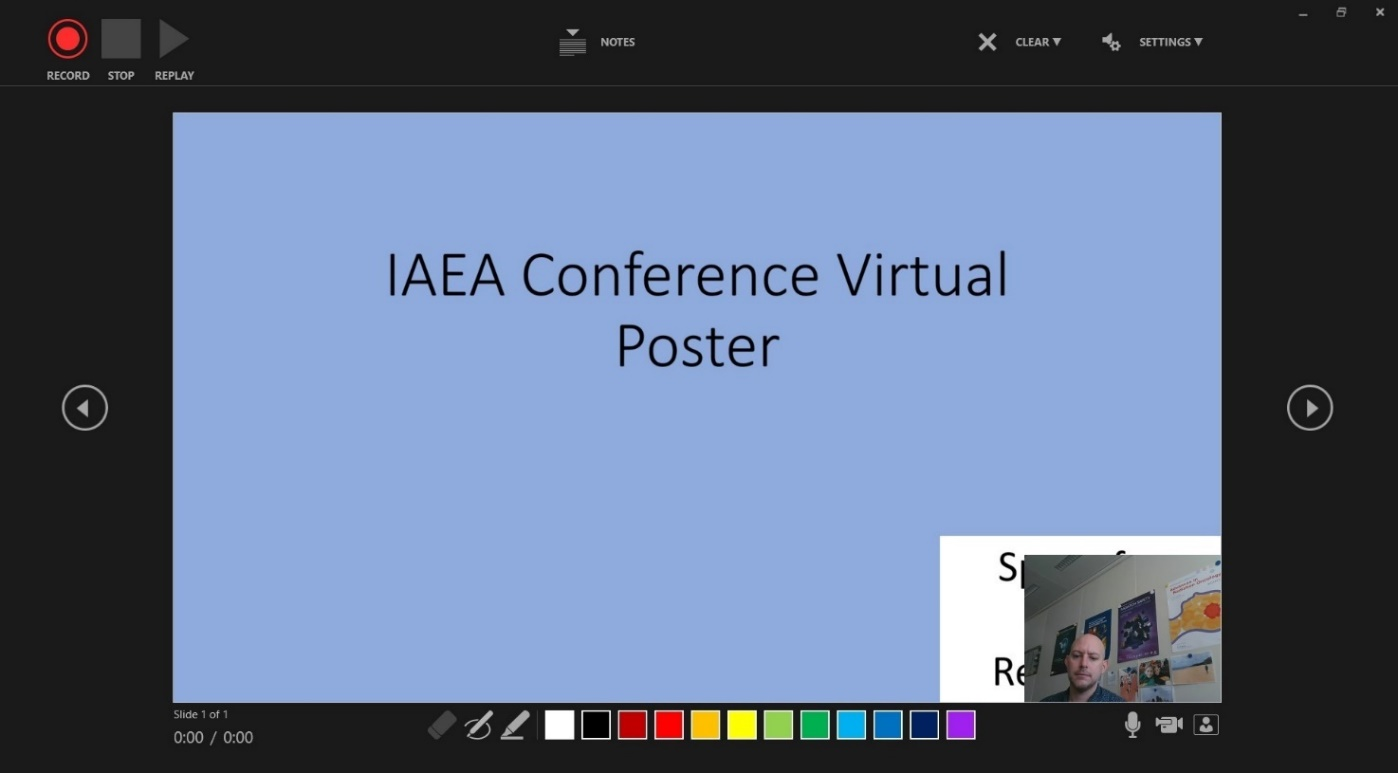 NOTES
CLEAR
SETTINGS
RECORD STOP REPLAY
IAEA Conference Virtual
Poster
Slide 1 of 1
0:00 / 0:00